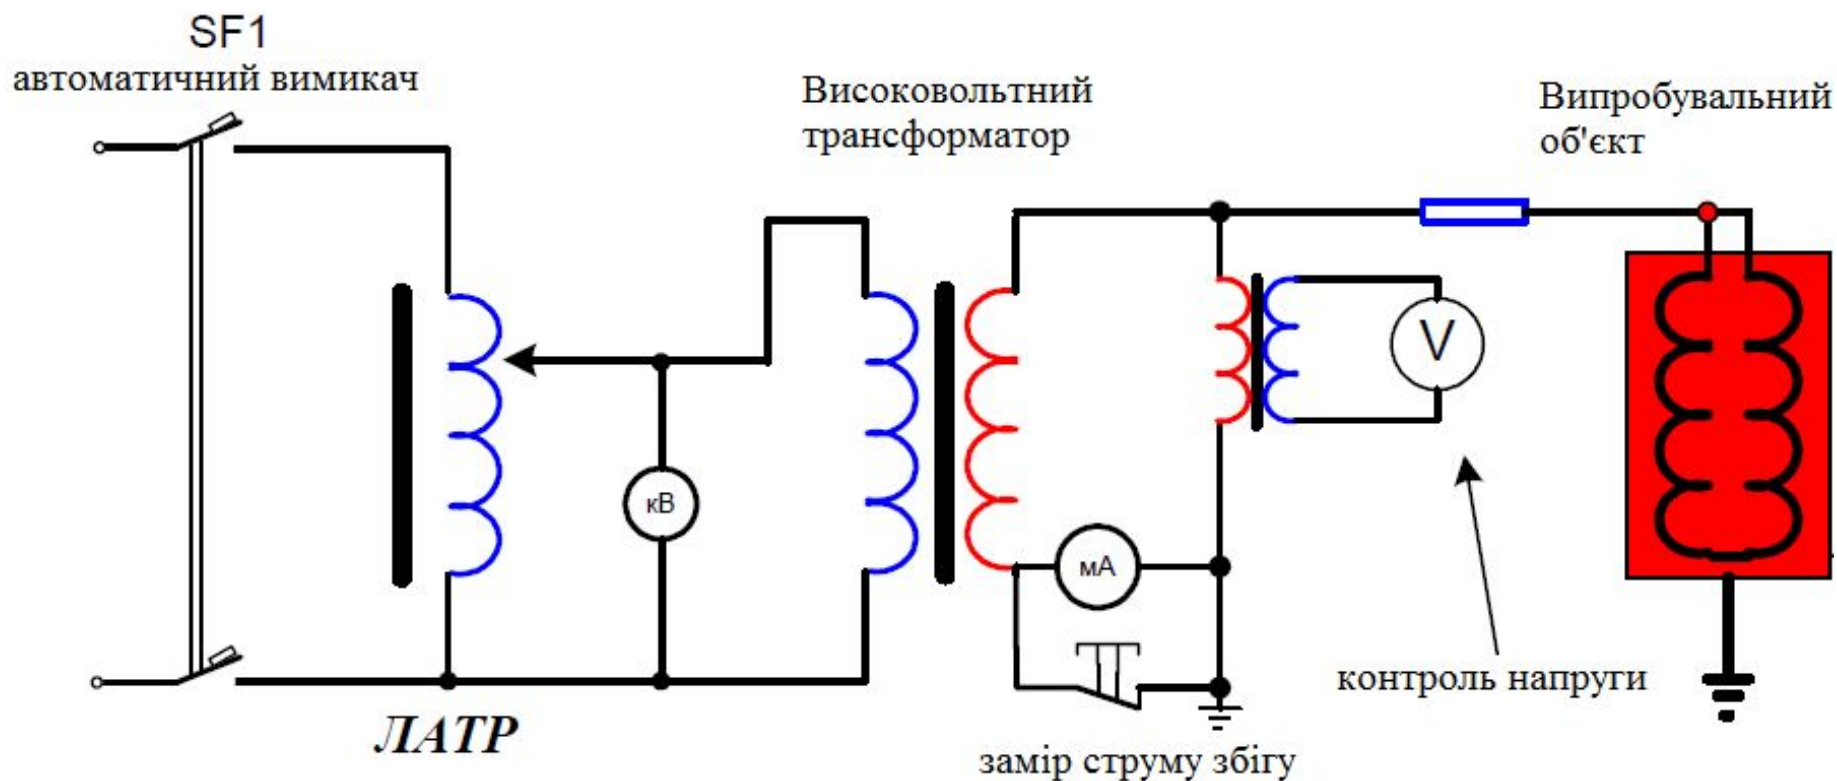 SF1
автоматичний вимикач
Високовольтний
трансформатор
Випробувальний
об'єкт
V
кВ
мА
контроль напруги
ЛАТР
замір струму збігу